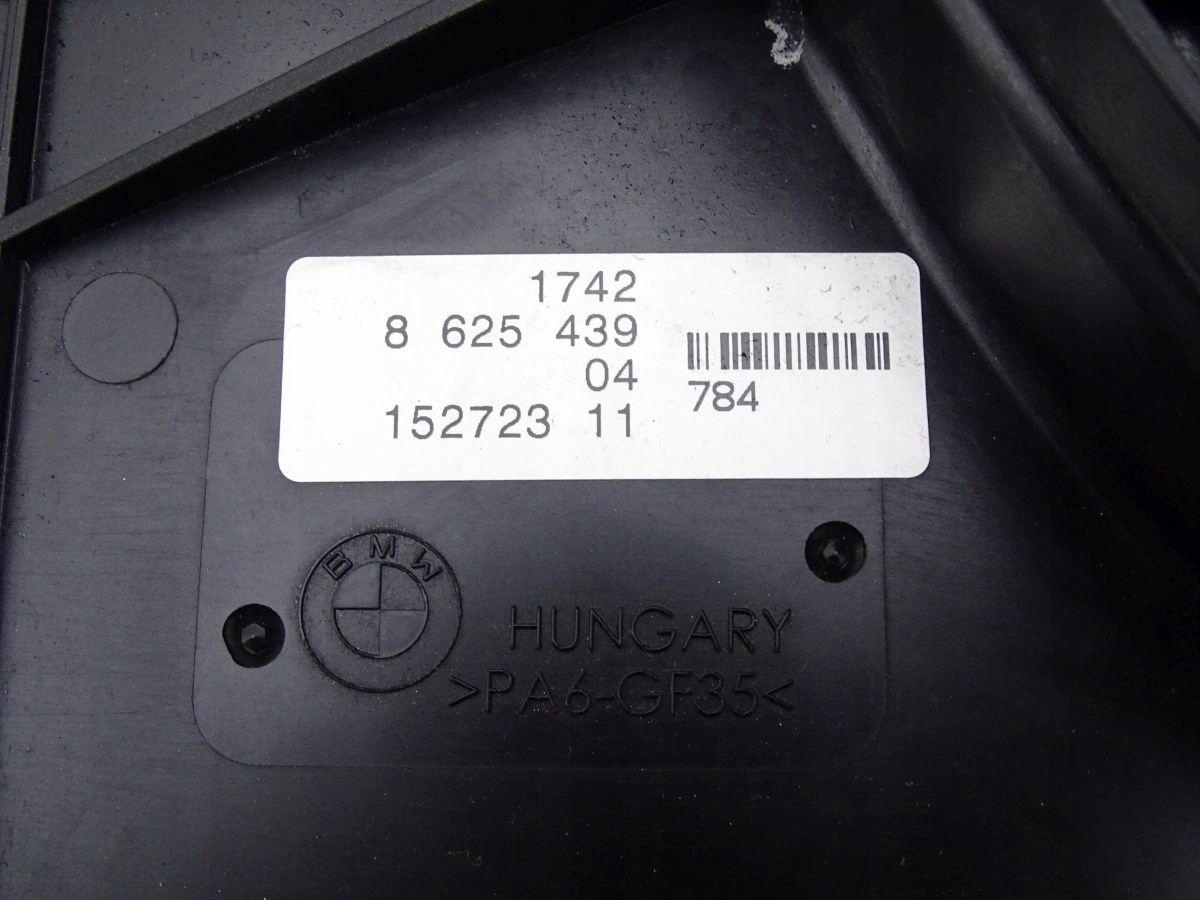 1742
8 625 439
04
784
152723 11
BMW
HUNGARY
>PA6-GF35<